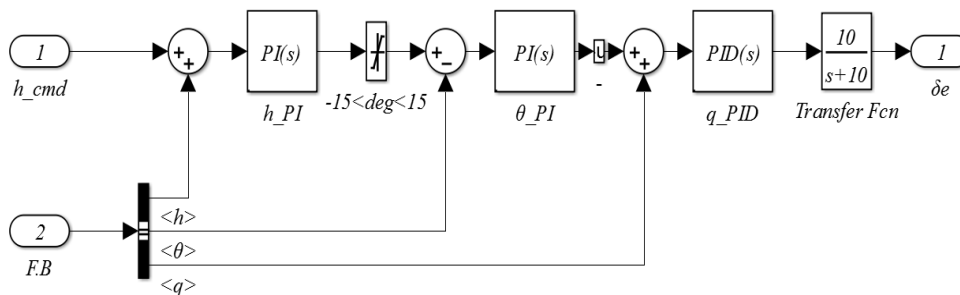 1
h_cmd
+
+
PI(s)
h_PI
-15<deg<15
+
−
PI(s)
θ_PI
-
+
+
PID(s)
q_PID
10
s+10
Transfer Fcn
1
δe
2
F.B
<h>
<θ>
<q>